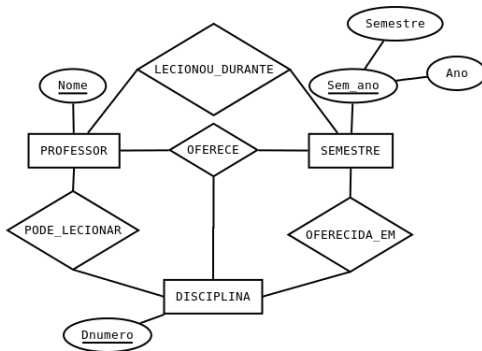 Semestre
LECIONOU_DURANTE
Ano
Nome
Sem_ano
PROFESSOR
OFERECE
SEMESTRE
PODE_LECIONAR
OFERECIDA_EM
DISCIPLINA
Dnumero